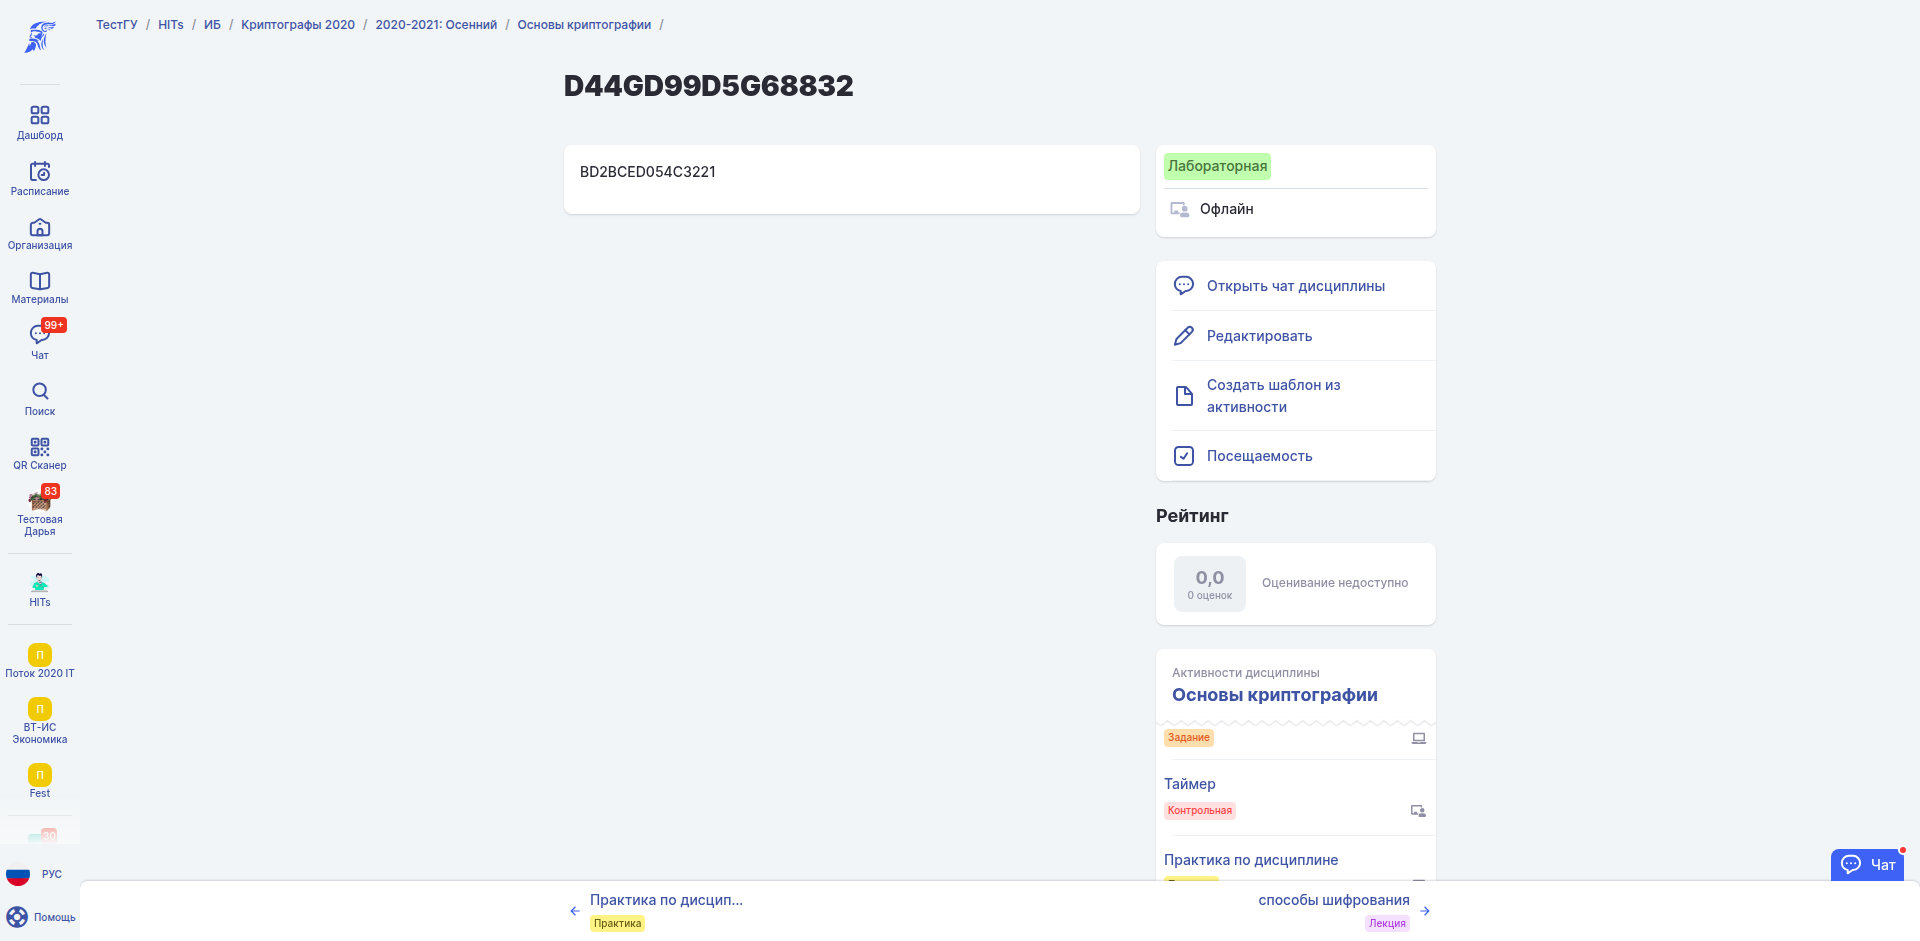 ТестГУ / HITs / ИБ / Криптографы 2020 / 2020-2021: Осенний / Основы криптографии /
D44GD99D5G68832
BD2BCED054C3221
Лабораторная
Офлайн
Открыть чат дисциплины
Редактировать
Создать шаблон из
активности
Посещаемость
Рейтинг
0,0
0 оценок
Оценивание недоступно
Активности дисциплины
Основы криптографии
Задание
Таймер
Контрольная
Практика по дисциплине
Дашборд
Расписание
Организация
Материалы
99+
Чат
Поиск
QR Сканер
83
Тестовая
Дарья
HITs
П
Поток 2020 IT
П
ВТ-ИС
Экономика
П
Fest
30
РУС
Помощь
Практика по дисцип...
Практика
способы шифрования
Лекция
Чат